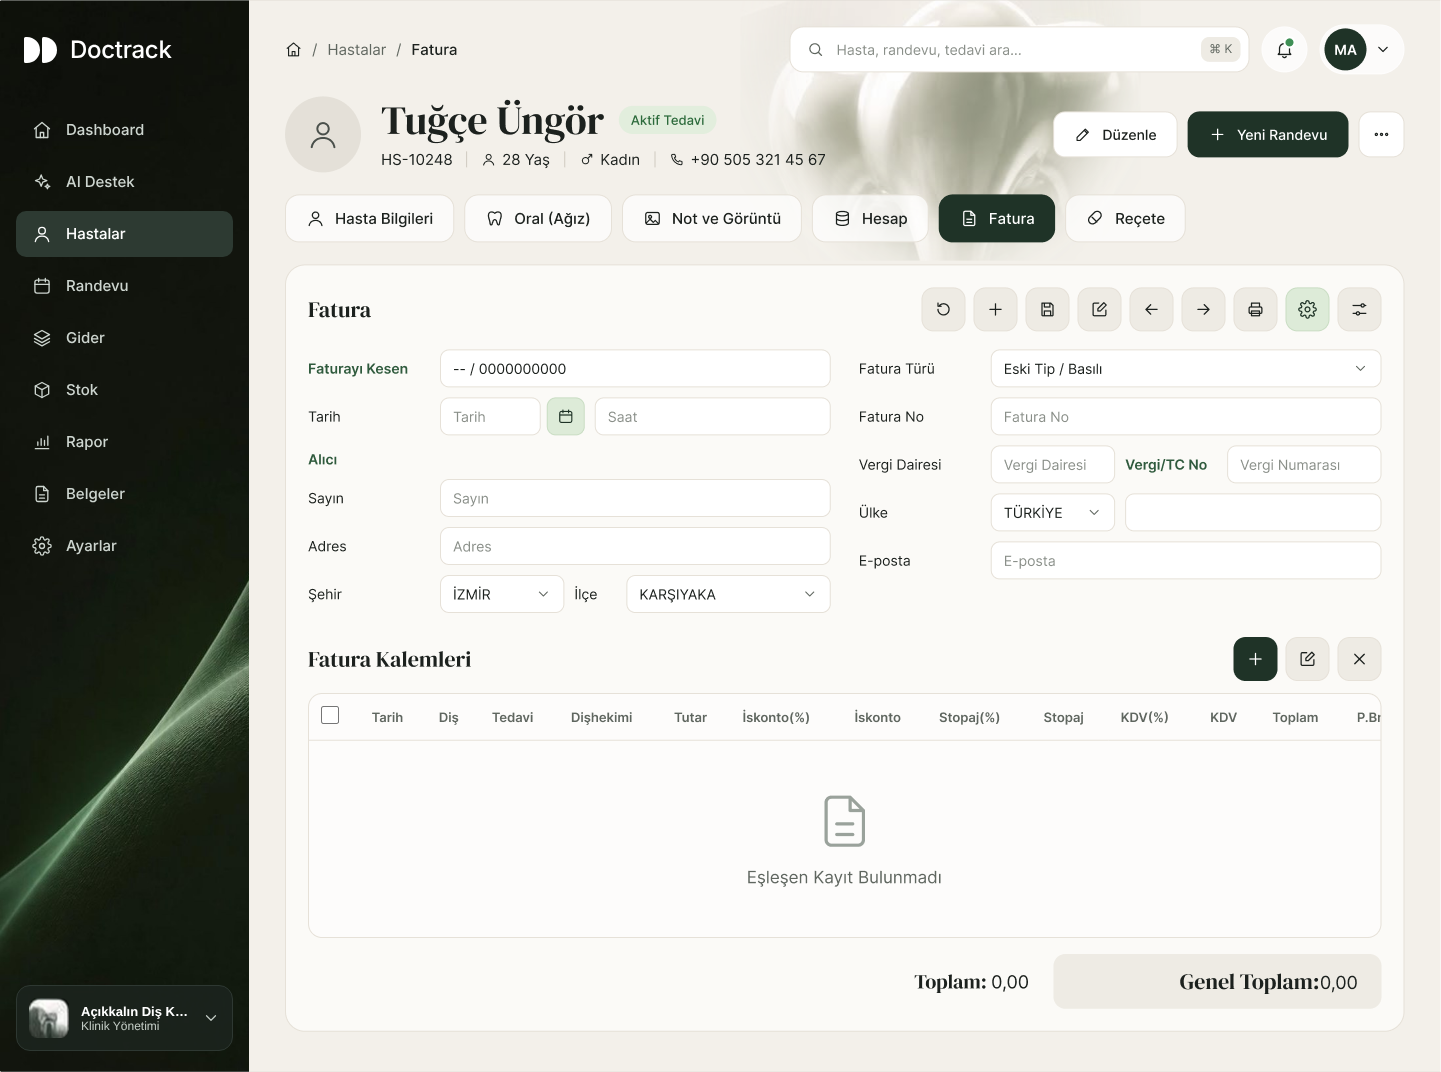 Doctrack
Dashboard
AI Destek
Hastalar
Randevu
Gider
Stok
Rapor
Belgeler
Ayarlar
Açıkkalın Diş K...
Klinik Yönetimi
/ Hastalar / Fatura
Hasta, randevu, tedavi ara...
⌘ K
MA
Tuğçe Üngör
Aktif Tedavi
HS-10248
28 Yaş
Kadın
+90 505 321 45 67
Düzenle
Yeni Randevu
Hasta Bilgileri
Oral (Ağız)
Not ve Görüntü
Hesap
Fatura
Reçete
Fatura
Faturayı Kesen
-- / 0000000000
Tarih
Tarih
Saat
Alıcı
Sayın
Sayın
Adres
Adres
Şehir
İZMİR
İlçe
KARŞIYAKA
Fatura Türü
Eski Tip / Basılı
Fatura No
Fatura No
Vergi Dairesi
Vergi Dairesi
Vergi/TC No
Vergi Numarası
Ülke
TÜRKİYE
E-posta
E-posta
Fatura Kalemleri
Tarih
Diş
Tedavi
Dişhekimi
Tutar
İskonto(%)
İskonto
Stopaj(%)
Stopaj
KDV(%)
KDV
Toplam
Eşleşen Kayıt Bulunmadı
Toplam: 0,00
Genel Toplam:0,00